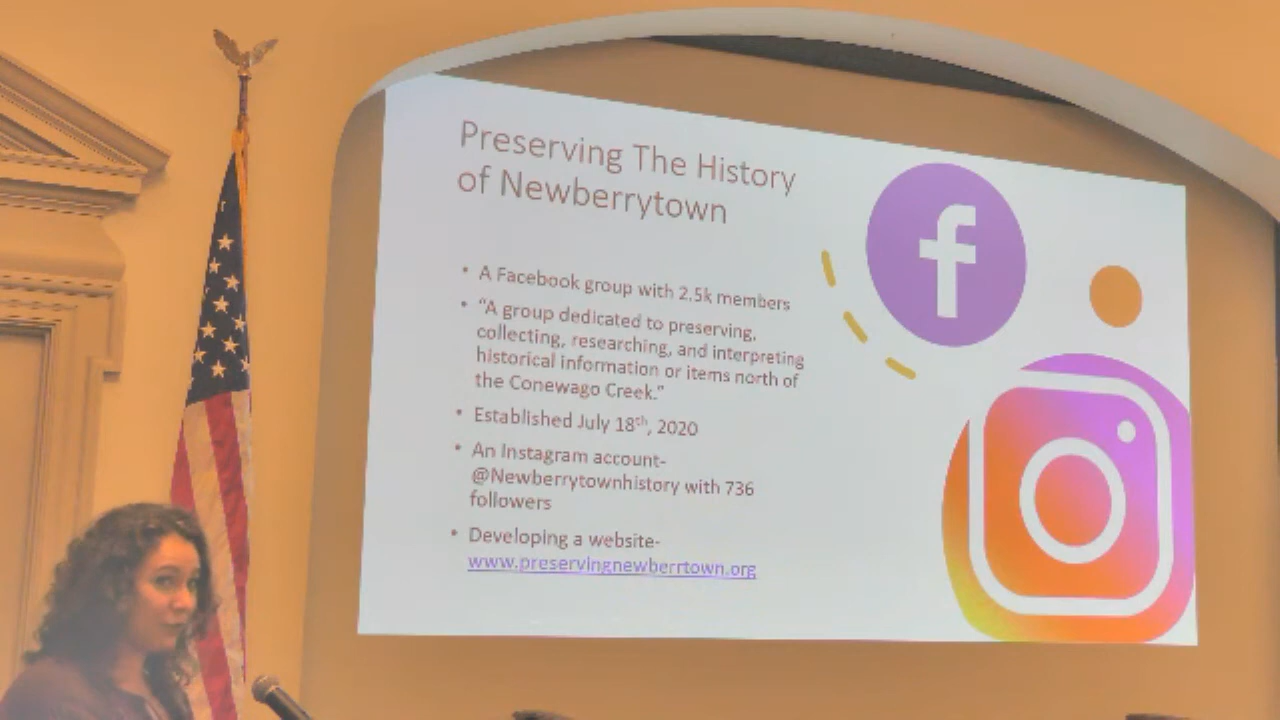 Preserving The History
of Newberrytown
• A Facebook group with 2.5k members
• “A group dedicated to preserving,
collecting, researching, and interpreting
historical information or items north of
the Conewago Creek.”
• Established July 18th, 2020
• An Instagram account-
@Newberrytownhistory with 736
followers
• Developing a website-
www.preservingnewberrtown.org
f